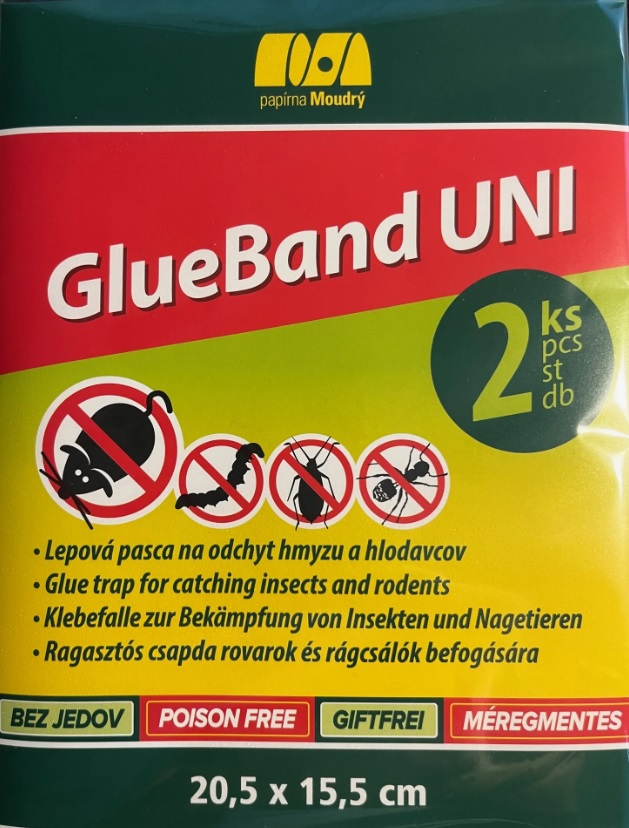 papírna Moudrý
GlueBand UNI
2 ks
pcs
st
db
• Lepová pasca na odchyt hmyzu a hlodavcov
• Glue trap for catching insects and rodents
• Klebefalle zur Bekämpfung von Insekten und Nagetieren
• Ragasztós csapda rovarok és rágcsálók befogására
BEZ JEDOV POISON FREE GIFTFREI MÉREGMENTES
20,5 x 15,5 cm